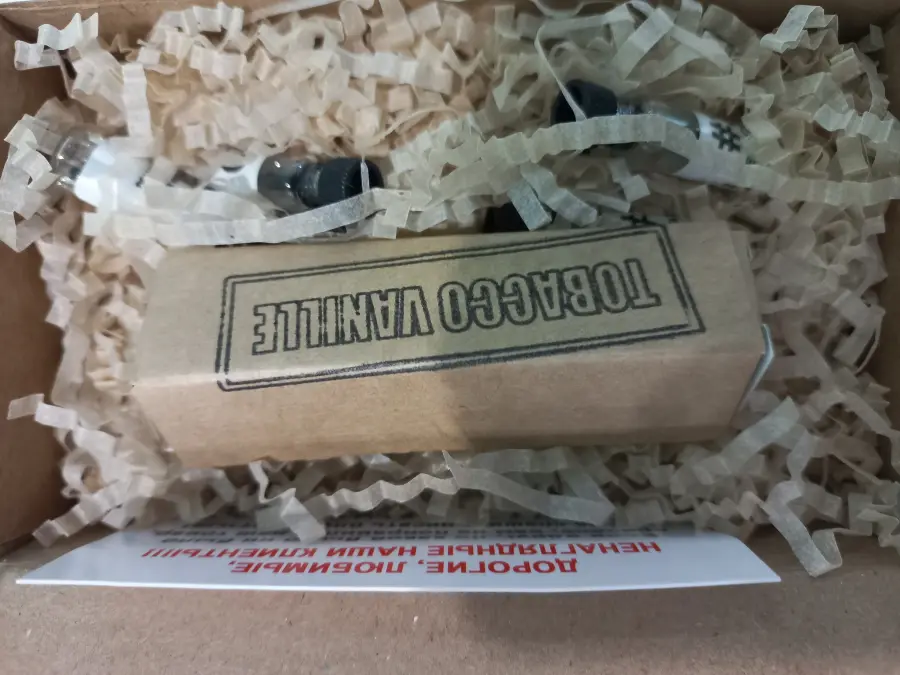 TOBACCO VANILLE
#
#
ДОРОГИЕ, ЛЮБИМЫЕ,
НЕНАГЛЯДНЫЕ НАШИ КЛИЕНТЫ!!!